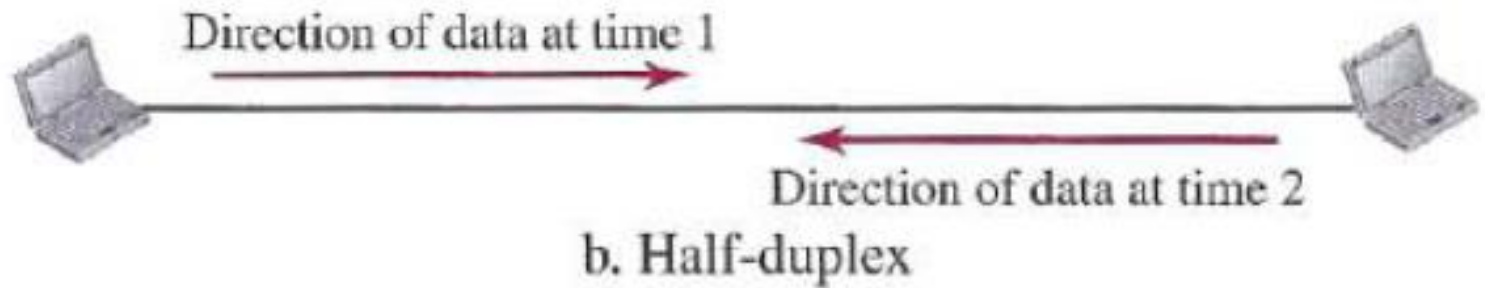 Direction of data at time 1
Direction of data at time 2
b. Half-duplex